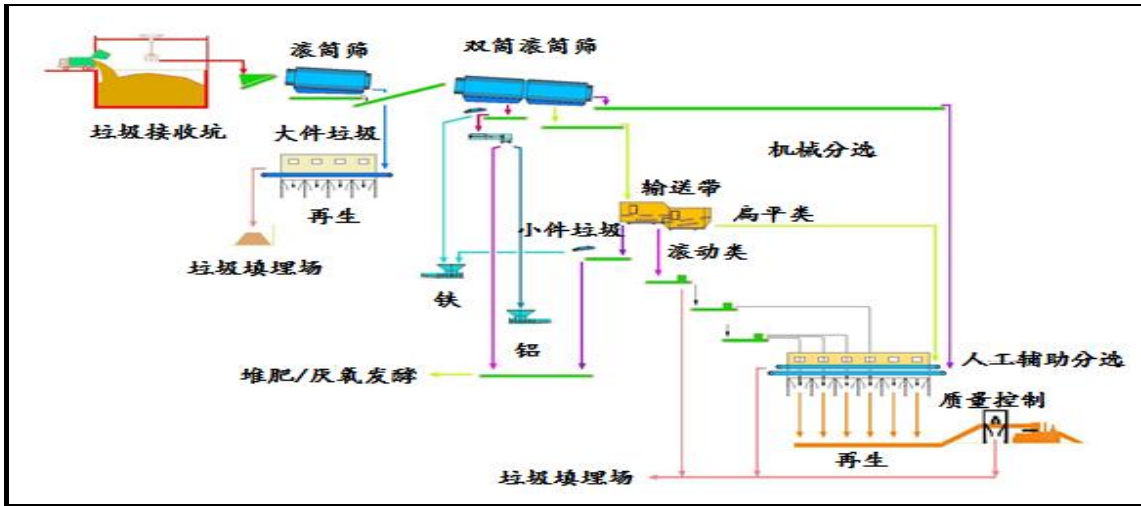 滚筒筛
双筒滚筒筛
垃圾接收坑
大件垃圾
机械分选
输送带
再生
小件垃圾
扁平类
滚动类
垃圾填埋场
铁
铝
堆肥/厌氧发酵
人工辅助分选
质量控制
再生
垃圾填埋场